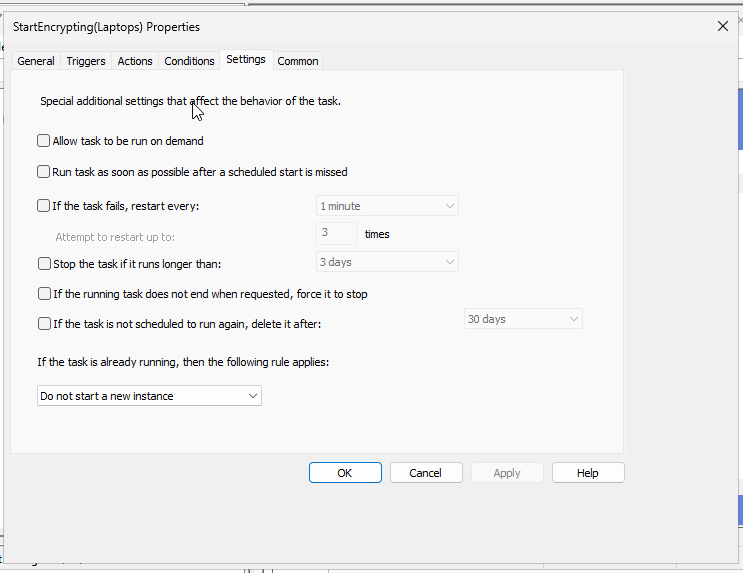 StartEncrypting(Laptops) Properties
General Triggers Actions Conditions Settings Common
Special additional settings that affect the behavior of the task.
Allow task to be run on demand
Run task as soon as possible after a scheduled start is missed
If the task fails, restart every: 1 minute
Attempt to restart up to: 3 times
Stop the task if it runs longer than: 3 days
If the running task does not end when requested, force it to stop
If the task is not scheduled to run again, delete it after: 30 days
If the task is already running, then the following rule applies:
Do not start a new instance
OK Cancel Apply Help